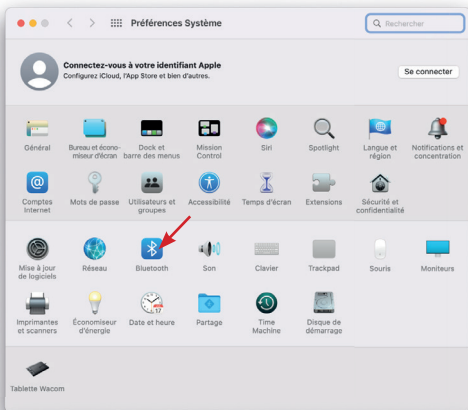 Préférences Système
Rechercher
Connectez-vous à votre identifiant Apple
Configurez iCloud, l'App Store et bien d'autres.
Se connecter
Général
Bureau et écono-
miseur d'écran
Dock et
barre des menus
Mission
Control
Siri
Spotlight
Langue et
région
Notifications et
concentration
Comptes
Internet
Mots de passe
Utilisateurs et
groupes
Accessibilité
Temps d'écran
Extensions
Sécurité et
confidentialité
Mise à jour
de logiciels
Réseau
Bluetooth
Son
Clavier
Trackpad
Souris
Moniteurs
Imprimantes
et scanners
Économiseur
d'énergie
Date et heure
Partage
Time
Machine
Disque de
démarrage
Tablette Wacom